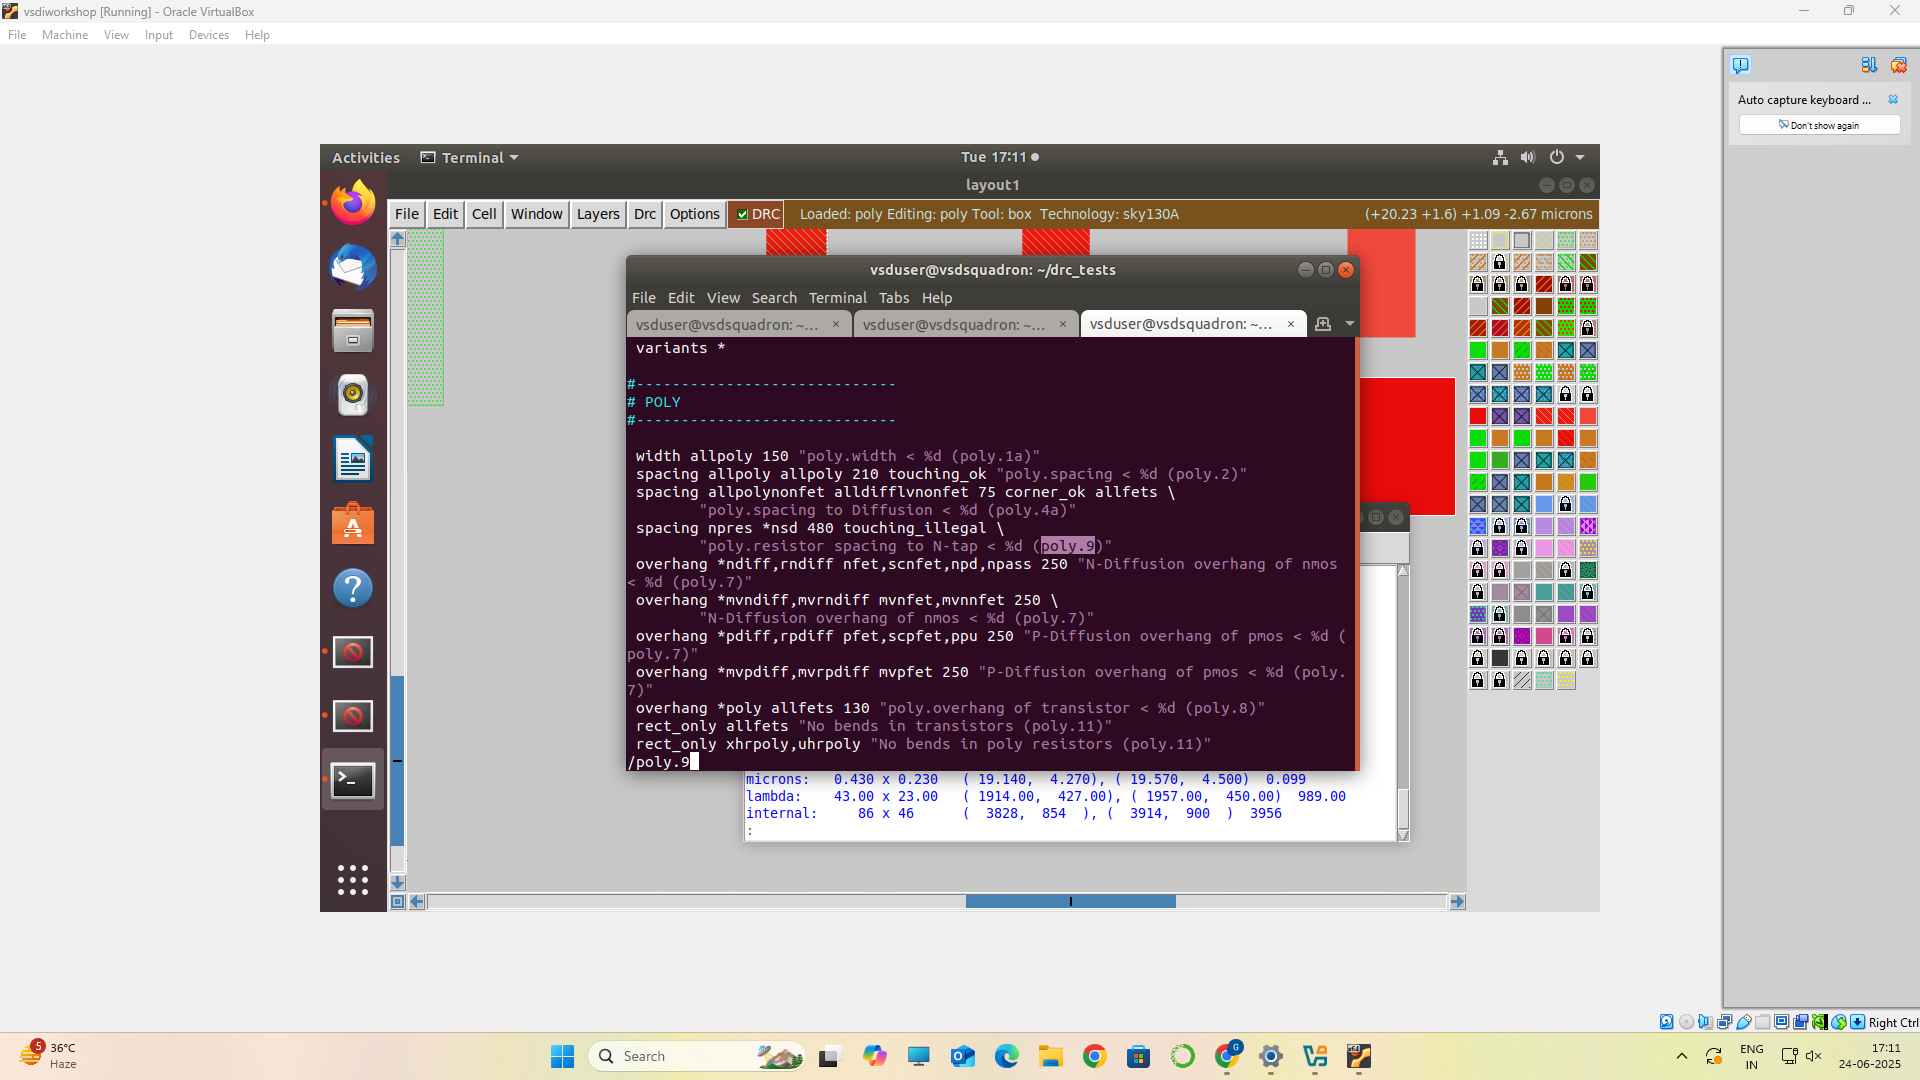 vsdiworkshop [Running] - Oracle VirtualBox
File Machine View Input Devices Help
Auto capture keyboard ...
Don't show again
Activities Terminal Tue 17:11
layout1
File Edit Cell Window Layers Drc Options DRC Loaded: poly Editing: poly Tool: box Technology: sky130A (+20.23 +1.6) +1.09 -2.67 microns
vsduser@vsdsquadron: ~/drc_tests
File Edit View Search Terminal Tabs Help
vsduser@vsdsquadron: ~... × vsduser@vsdsquadron: ~... × vsduser@vsdsquadron: ~... ×
variants *
#-----------------------------
# POLY
#-----------------------------
width allpoly 150 "poly.width < %d (poly.1a)"
spacing allpoly allpoly 210 touching_ok "poly.spacing < %d (poly.2)"
spacing allpolynonfet alldifflvnonfet 75 corner_ok allfets \
"poly.spacing to Diffusion < %d (poly.4a)"
spacing npres *nsd 480 touching_illegal \
"poly.resistor spacing to N-tap < %d (poly.9)"
overhang *ndiff,rndiff nfet,scnfet,npd,npass 250 "N-Diffusion overhang of nmos
< %d (poly.7)"
overhang *mvndiff,mvrndiff mvnfet,mvnnfet 250 \
"N-Diffusion overhang of nmos < %d (poly.7)"
overhang *pdiff,rpdiff pfet,scpfet,ppu 250 "P-Diffusion overhang of pmos < %d (
poly.7)"
overhang *mvpdiff,mvrpdiff mvpfet 250 "P-Diffusion overhang of pmos < %d (poly.
7)"
overhang *poly allfets 130 "poly.overhang of transistor < %d (poly.8)"
rect_only allfets "No bends in transistors (poly.11)"
rect_only xhrpoly,uhrpoly "No bends in poly resistors (poly.11)"
/poly.9
microns: 0.430 x 0.230 ( 19.140, 4.270), ( 19.570, 4.500) 0.099
lambda: 43.00 x 23.00 ( 1914.00, 427.00), ( 1957.00, 450.00) 989.00
internal: 86 x 46 ( 3828, 854 ), ( 3914, 900 ) 3956
:
Right Ctrl
5
36°C
Haze
Search
G
ENG
IN
17:11
24-06-2025